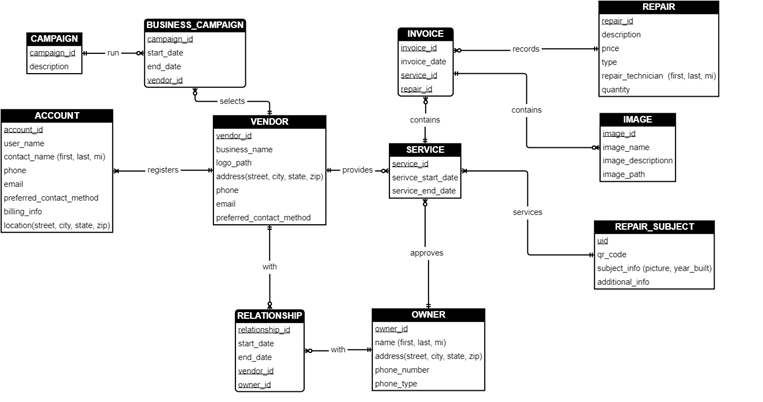 CAMPAIGN
campaign_id
description
run
BUSINESS_CAMPAIGN
campaign_id
start_date
end_date
vendor_id
selects
INVOICE
invoice_id
invoice_date
service_id
repair_id
records
REPAIR
repair_id
description
price
type
repair_technician (first, last, mi)
quantity
contains
contains
IMAGE
image_id
image_name
image_descriptionn
image_path
ACCOUNT
account_id
user_name
contact_name (first, last, mi)
phone
email
preferred_contact_method
billing_info
location(street, city, state, zip)
registers
VENDOR
vendor_id
business_name
logo_path
address(street, city, state, zip)
phone
email
preferred_contact_method
provides
SERVICE
service_id
serivce_start_date
service_end_date
services
REPAIR_SUBJECT
uid
qr_code
subject_info (picture, year_built)
additional_info
with
approves
RELATIONSHIP
relationship_id
start_date
end_date
vendor_id
owner_id
with
OWNER
owner_id
name (first, last, mi)
address(street, city, state, zip)
phone_number
phone_type